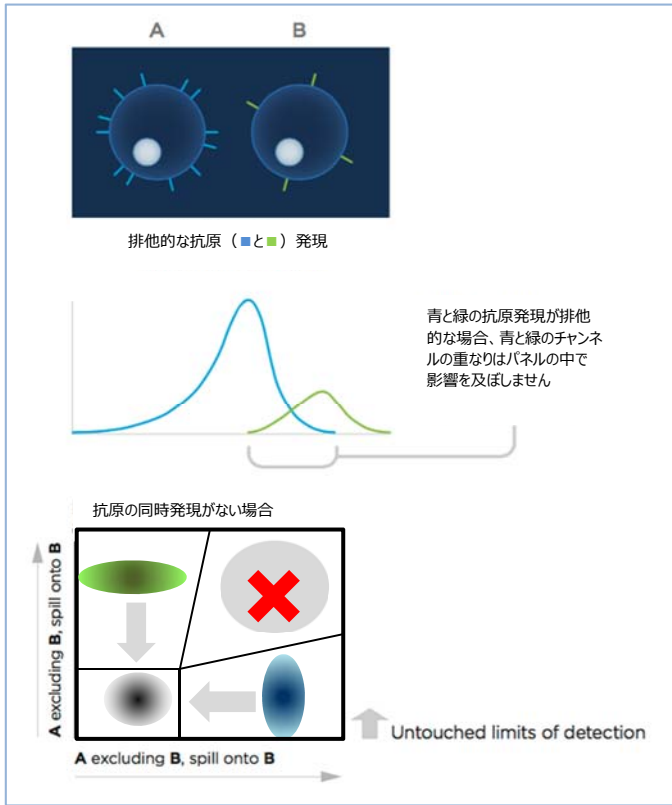 A
B
排他的な抗原（■と■）発現
青と緑の抗原発現が排他
的な場合、青と緑のチャンネ
ルの重なりはパネルの中で
影響を及ぼしません
抗原の同時発現がない場合
A excluding B, spill onto B
Untouched limits of detection
A excluding B, spill onto B